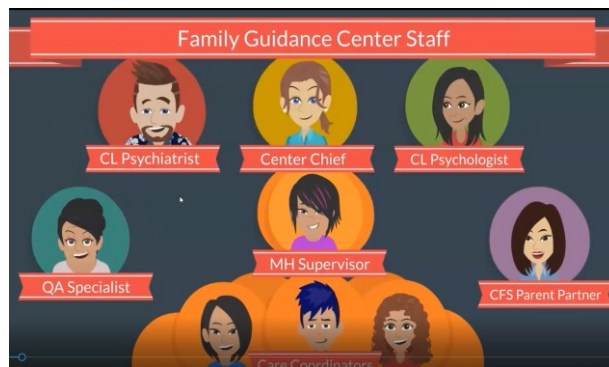 Family Guidance Center Staff
CL Psychiatrist
Center Chief
CL Psychologist
QA Specialist
MH Supervisor
CFS Parent Partner
Care Coordinators